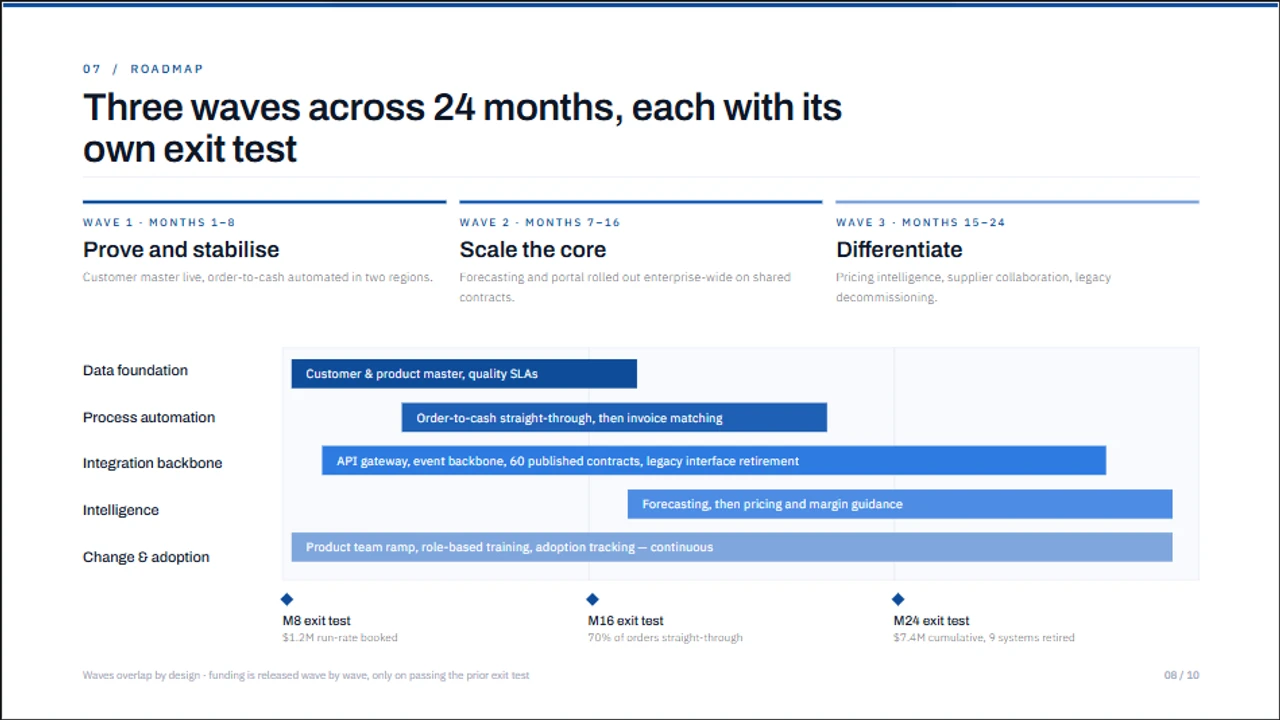 07 / ROADMAP
Three waves across 24 months, each with its
own exit test
WAVE 1 · MONTHS 1–8
Prove and stabilise
Customer master live, order-to-cash automated in two regions.
WAVE 2 · MONTHS 7–16
Scale the core
Forecasting and portal rolled out enterprise-wide on shared
contracts.
WAVE 3 · MONTHS 15–24
Differentiate
Pricing intelligence, supplier collaboration, legacy
decommissioning.
Data foundation
Customer & product master, quality SLAs
Process automation
Order-to-cash straight-through, then invoice matching
Integration backbone
API gateway, event backbone, 60 published contracts, legacy interface retirement
Intelligence
Forecasting, then pricing and margin guidance
Change & adoption
Product team ramp, role-based training, adoption tracking — continuous
M8 exit test
$1.2M run-rate booked
M16 exit test
70% of orders straight-through
M24 exit test
$7.4M cumulative, 9 systems retired
Waves overlap by design · funding is released wave by wave, only on passing the prior exit test
08 / 10